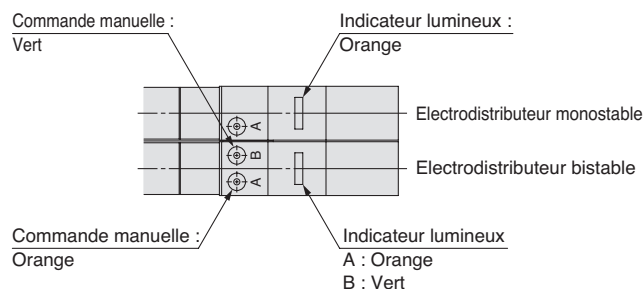 Commande manuelle :
Vert
Indicateur lumineux :
Orange
A
Electrodistributeur monostable
B
A
Electrodistributeur bistable
Commande manuelle :
Orange
Indicateur lumineux
A : Orange
B : Vert